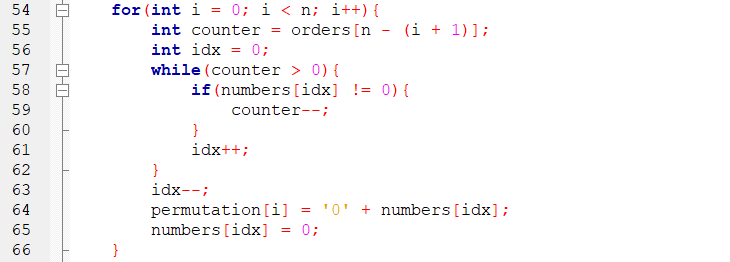 54 for(int i = 0; i < n; i++){
55 int counter = orders[n - (i + 1)];
56 int idx = 0;
57 while(counter > 0){
58 if(numbers[idx] != 0){
59 counter--;
60 }
61 idx++;
62 }
63 idx--;
64 permutation[i] = '0' + numbers[idx];
65 numbers[idx] = 0;
66 }